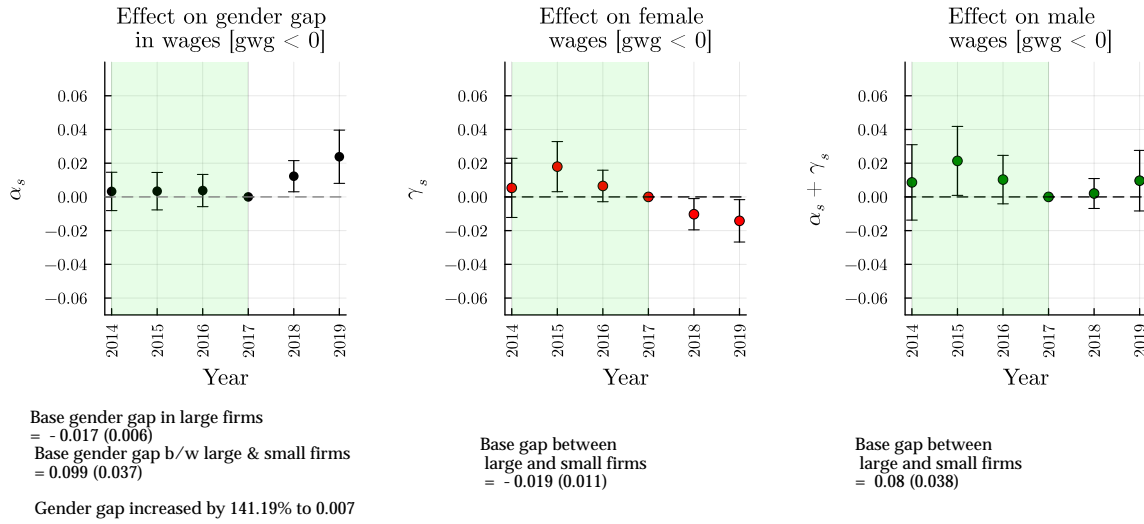 Effect on gender gap
in wages [gwg < 0]
0.06
0.04
0.02
0.00
−0.02
−0.04
−0.06
α_s
2014
2015
2016
2017
2018
2019
Year
Base gender gap in large firms
= - 0.017 (0.006)
Base gender gap b/w large & small firms
= 0.099 (0.037)
Gender gap increased by 141.19% to 0.007
Effect on female
wages [gwg < 0]
0.06
0.04
0.02
0.00
−0.02
−0.04
−0.06
γ_s
2014
2015
2016
2017
2018
2019
Year
Base gap between
large and small firms
= - 0.019 (0.011)
Effect on male
wages [gwg < 0]
0.06
0.04
0.02
0.00
−0.02
−0.04
−0.06
α_s + γ_s
2014
2015
2016
2017
2018
2019
Year
Base gap between
large and small firms
= 0.08 (0.038)